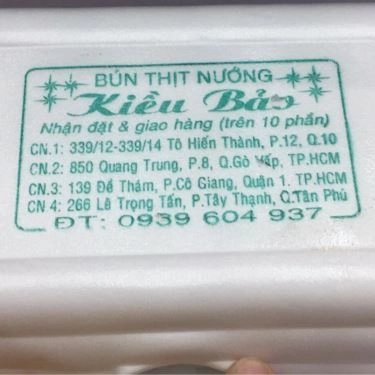 BÚN THỊT NƯỚNG
Kiều Bảo
Nhận đặt & giao hàng (trên 10 phần)
CN.1: 339/12-339/14 Tô Hiến Thành, P.12, Q.10
CN.2: 850 Quang Trung, P.8, Q.Gò Vấp, TP.HCM
CN.3: 139 Đề Thám, P.Cô Giang, Quận 1. TP.HCM
CN 4: 266 Lê Trọng Tấn, P.Tây Thạnh, Q.Tân Phú
ĐT: 0939 604 937